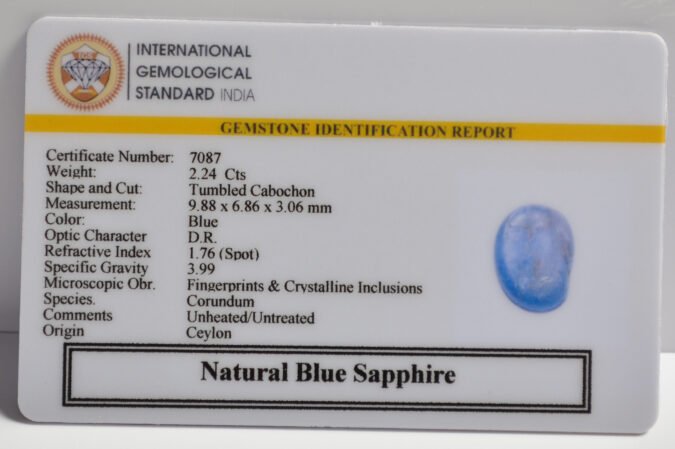 IGS
INTERNATIONAL
GEMOLOGICAL
STANDARD INDIA
GEMSTONE IDENTIFICATION REPORT
Certificate Number: 7087
Weight: 2.24 Cts
Shape and Cut: Tumbled Cabochon
Measurement: 9.88 x 6.86 x 3.06 mm
Color: Blue
Optic Character D.R.
Refractive Index 1.76 (Spot)
Specific Gravity 3.99
Microscopic Obr. Fingerprints & Crystalline Inclusions
Species. Corundum
Comments Unheated/Untreated
Origin Ceylon
Natural Blue Sapphire